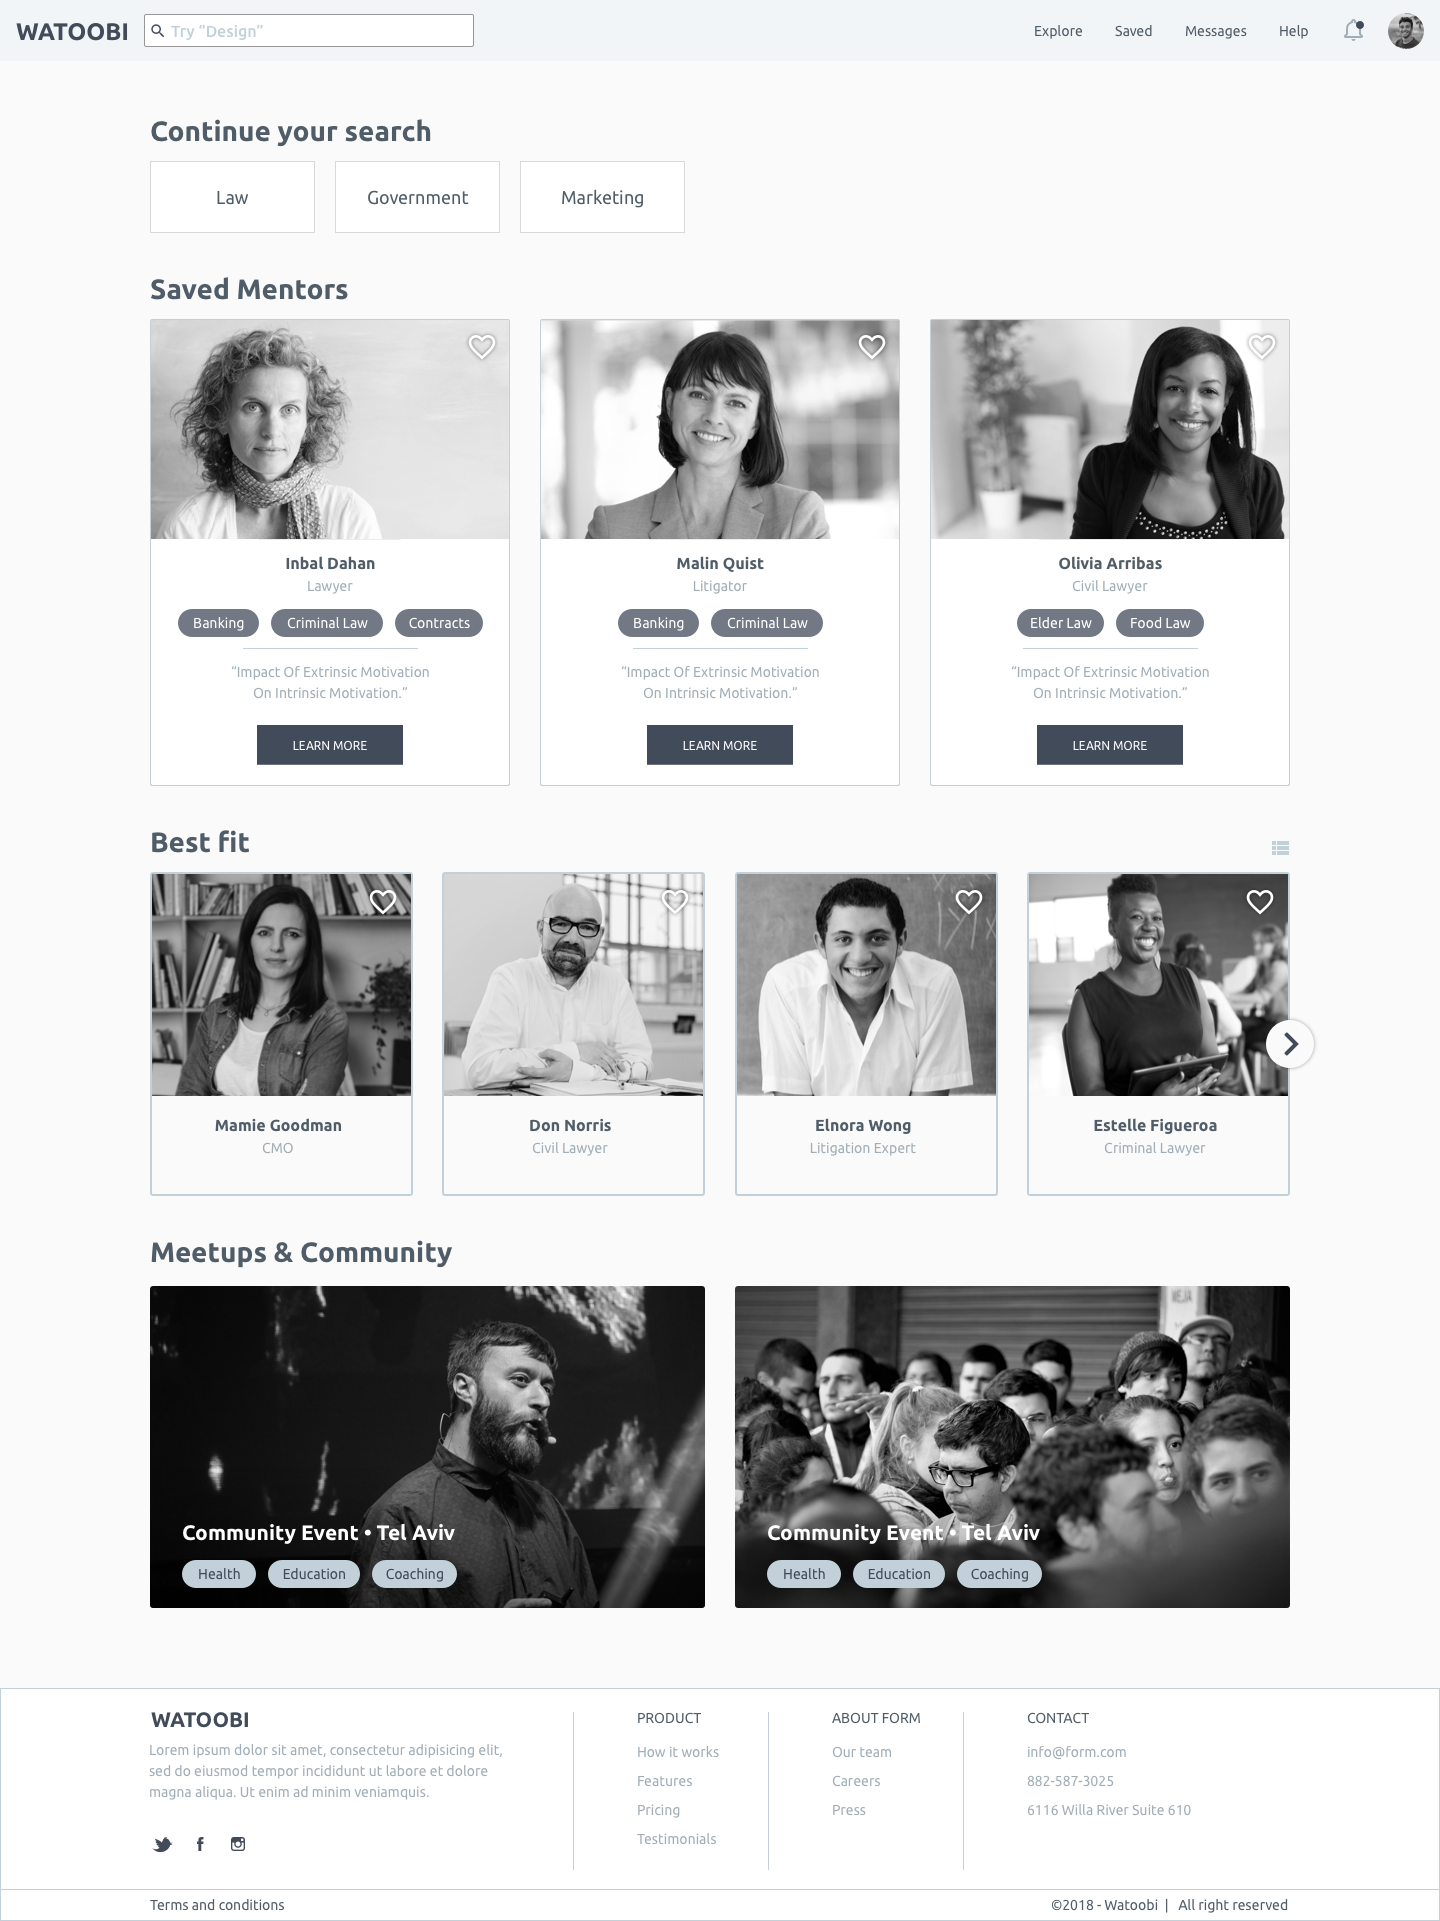 WATOOBI
Try “Design”
Explore
Saved
Messages
Help
Continue your search
Law
Government
Marketing
Saved Mentors
Inbal Dahan
Lawyer
Banking
Criminal Law
Contracts
“Impact Of Extrinsic Motivation
On Intrinsic Motivation.”
LEARN MORE
Malin Quist
Litigator
Banking
Criminal Law
“Impact Of Extrinsic Motivation
On Intrinsic Motivation.”
LEARN MORE
Olivia Arribas
Civil Lawyer
Elder Law
Food Law
“Impact Of Extrinsic Motivation
On Intrinsic Motivation.”
LEARN MORE
Best fit
Mamie Goodman
CMO
Don Norris
Civil Lawyer
Elnora Wong
Litigation Expert
Estelle Figueroa
Criminal Lawyer
Meetups & Community
Community Event • Tel Aviv
Health
Education
Coaching
Community Event • Tel Aviv
Health
Education
Coaching
WATOOBI
Lorem ipsum dolor sit amet, consectetur adipisicing elit,
sed do eiusmod tempor incididunt ut labore et dolore
magna aliqua. Ut enim ad minim veniamquis.
PRODUCT
How it works
Features
Pricing
Testimonials
ABOUT FORM
Our team
Careers
Press
CONTACT
info@form.com
882-587-3025
6116 Willa River Suite 610
Terms and conditions
©2018 - Watoobi | All right reserved